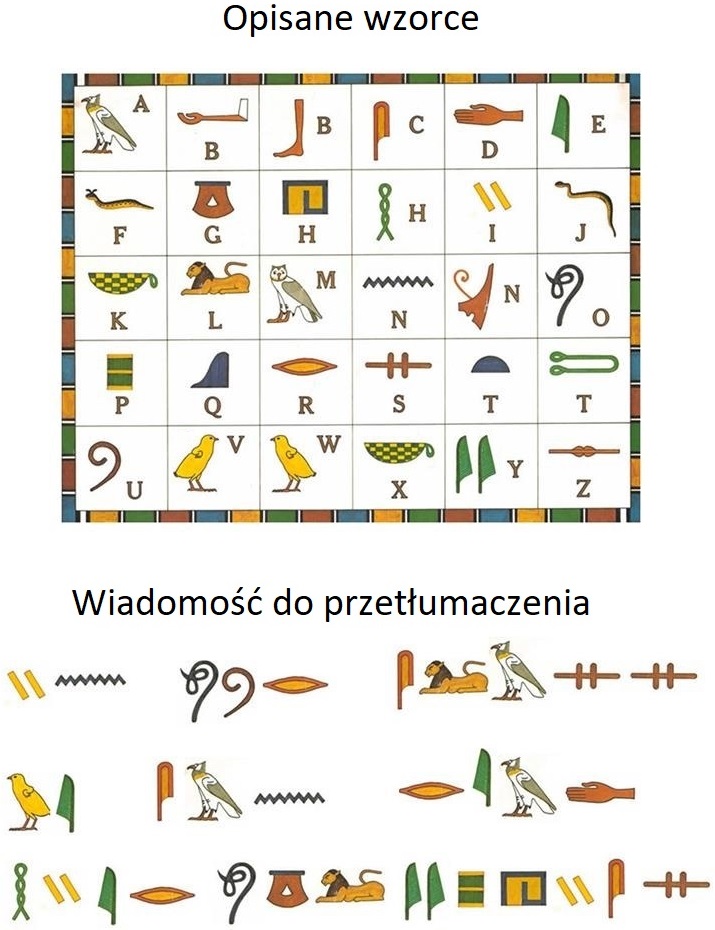 Opisane wzorce
A B B C D E
F G H H I J
K L M N N O
P Q R S T T
U V W X Y Z
Wiadomość do przetłumaczenia